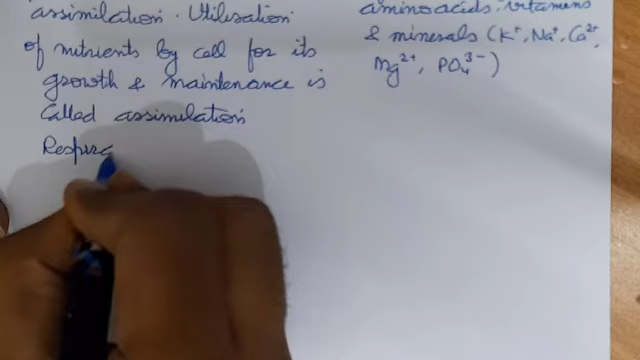 assimilation. Utilisation
of nutrients by cell for its
growth & maintenance is
Called assimilation
Respira
amino acids, vitamins
& minerals (K⁺, Na⁺, Ca²⁺,
Mg²⁺, PO₄³⁻)